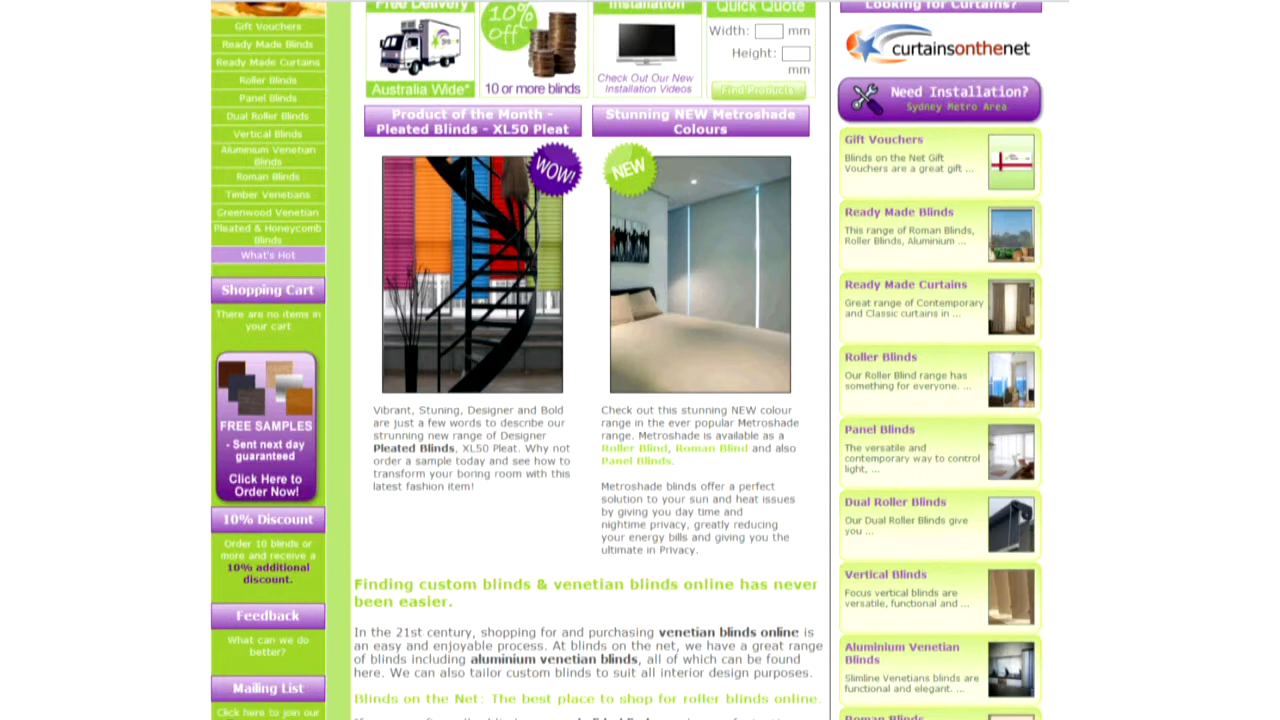 Gift Vouchers
Ready Made Blinds
Ready Made Curtains
Roller Blinds
Panel Blinds
Dual Roller Blinds
Vertical Blinds
Aluminium Venetian
Blinds
Roman Blinds
Timber Venetians
Greenwood Venetian
Pleated & Honeycomb
Blinds
What's Hot
Shopping Cart
There are no items in
your cart
FREE SAMPLES
- Sent next day
guaranteed
Click Here to
Order Now!
10% Discount
Order 10 blinds or
more and receive a
10% additional
discount.
Feedback
What can we do
better?
Mailing List
Click here to join our
Free Delivery
Australia Wide*
10%
off
10 or more blinds
Installation
Check Out Our New
Installation Videos
Quick Quote
Width: mm
Height:
mm
Find Products
Product of the Month -
Pleated Blinds - XL50 Pleat
WOW!
Vibrant, Stuning, Designer and Bold
are just a few words to describe our
strunning new range of Designer
Pleated Blinds, XL50 Pleat. Why not
order a sample today and see how to
transform your boring room with this
latest fashion item!
Stunning NEW Metroshade
Colours
NEW
Check out this stunning NEW colour
range in the ever popular Metroshade
range. Metroshade is available as a
Roller Blind, Roman Blind and also
Panel Blinds.
Metroshade blinds offer a perfect
solution to your sun and heat issues
by giving you day time and
nightime privacy, greatly reducing
your energy bills and giving you the
ultimate in Privacy.
Finding custom blinds & venetian blinds online has never
been easier.
In the 21st century, shopping for and purchasing venetian blinds online is
an easy and enjoyable process. At blinds on the net, we have a great range
of blinds including aluminium venetian blinds, all of which can be found
here. We can also tailor custom blinds to suit all interior design purposes.
Blinds on the Net: The best place to shop for roller blinds online.
Looking for Curtains?
curtainsonthenet
Need Installation?
Sydney Metro Area
Gift Vouchers
Blinds on the Net Gift
Vouchers are a great gift ...
Ready Made Blinds
This range of Roman Blinds,
Roller Blinds, Aluminium ...
Ready Made Curtains
Great range of Contemporary
and Classic curtains in ...
Roller Blinds
Our Roller Blind range has
something for everyone. ...
Panel Blinds
The versatile and
contemporary way to control
light, ...
Dual Roller Blinds
Our Dual Roller Blinds give
you ...
Vertical Blinds
Focus vertical blinds are
versatile, functional and ...
Aluminium Venetian
Blinds
Slimline Venetians blinds are
functional and elegant. ...
Roman Blinds